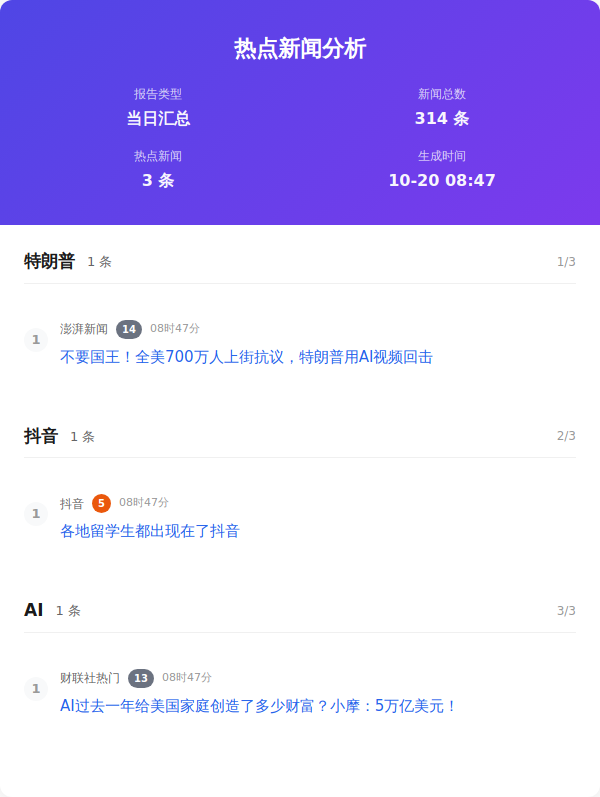 热点新闻分析
报告类型
当日汇总
新闻总数
314 条
热点新闻
3 条
生成时间
10-20 08:47
特朗普 1 条 1/3
1
澎湃新闻 14 08时47分
不要国王！全美700万人上街抗议，特朗普用AI视频回击
抖音 1 条 2/3
1
抖音 5 08时47分
各地留学生都出现在了抖音
AI 1 条 3/3
1
财联社热门 13 08时47分
AI过去一年给美国家庭创造了多少财富？小摩：5万亿美元！